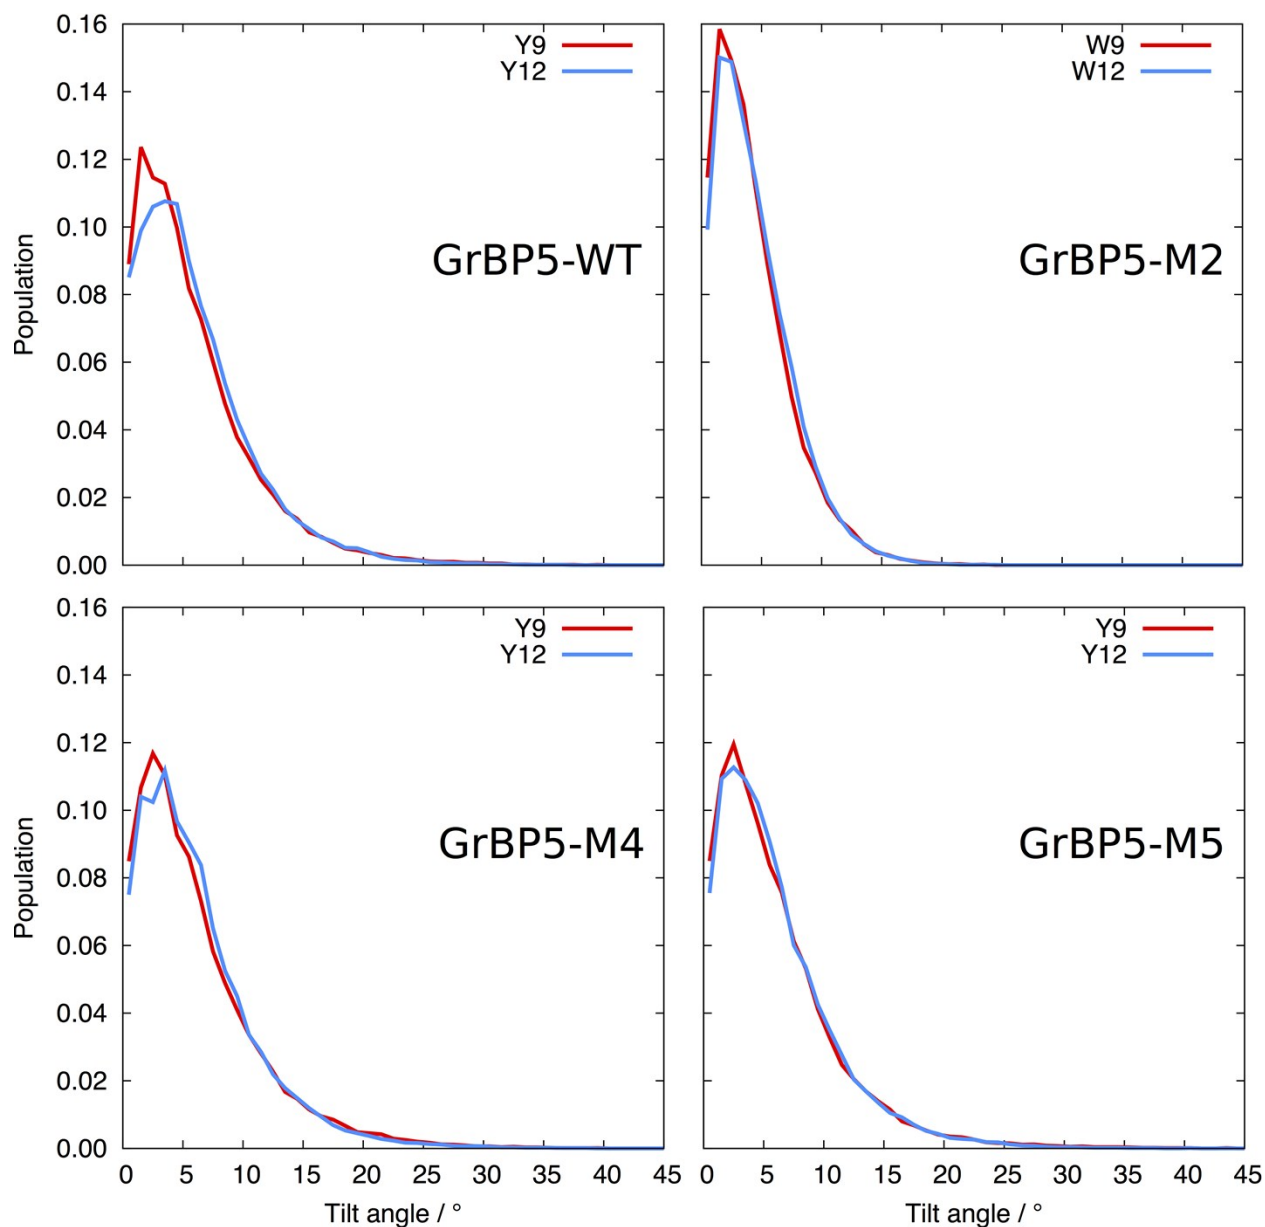 0.16
0.14
0.12
0.10
0.08
0.06
0.04
0.02
0.00
Population
Y9
Y12
GrBP5-WT
W9
W12
GrBP5-M2
0.16
0.14
0.12
0.10
0.08
0.06
0.04
0.02
0.00
Population
Y9
Y12
GrBP5-M4
0 5 10 15 20 25 30 35 40 45
Tilt angle / °
Y9
Y12
GrBP5-M5
0 5 10 15 20 25 30 35 40 45
Tilt angle / °